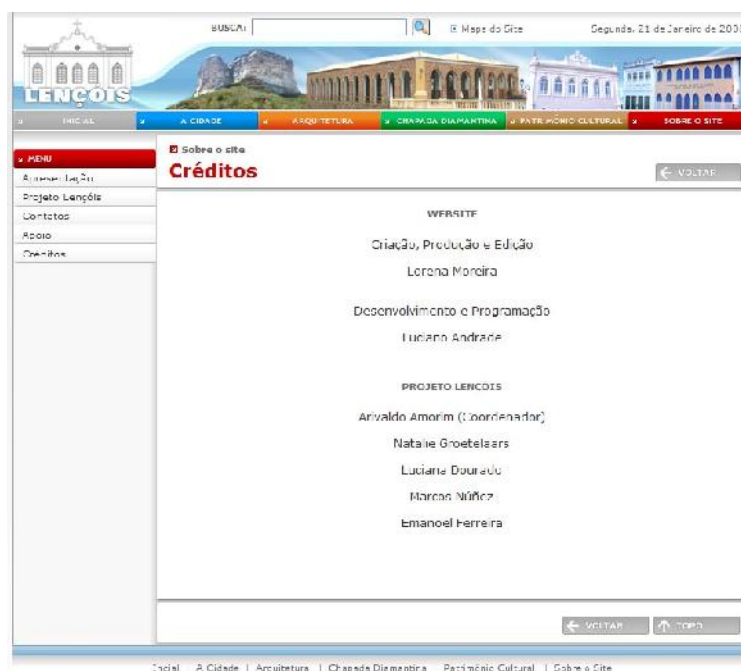 BUSCA:
Mapa do Site
Segunda, 21 de Janeiro de 200
LENÇÓIS
INICIAL
A CIDADE
ARQUITETURA
CHAPADA DIAMANTINA
PATRIMÔNIO CULTURAL
SOBRE O SITE
MENU
Apresentação
Projeto Lençóis
Contatos
Apoio
Créditos
Sobre o site
Créditos
VOLTAR
WEBSITE
Criação, Produção e Edição
Lorena Moreira
Desenvolvimento e Programação
Luciano Andrade
PROJETO LENCOIS
Arivaldo Amorim (Coordenador)
Natalie Groetelaars
Luciana Dourado
Marcos Núñez
Emanoel Ferreira
VOLTAR
TOPO
Inicial | A Cidade | Arquitetura | Chapada Diamantina | Patrimônio Cultural | Sobre o Site